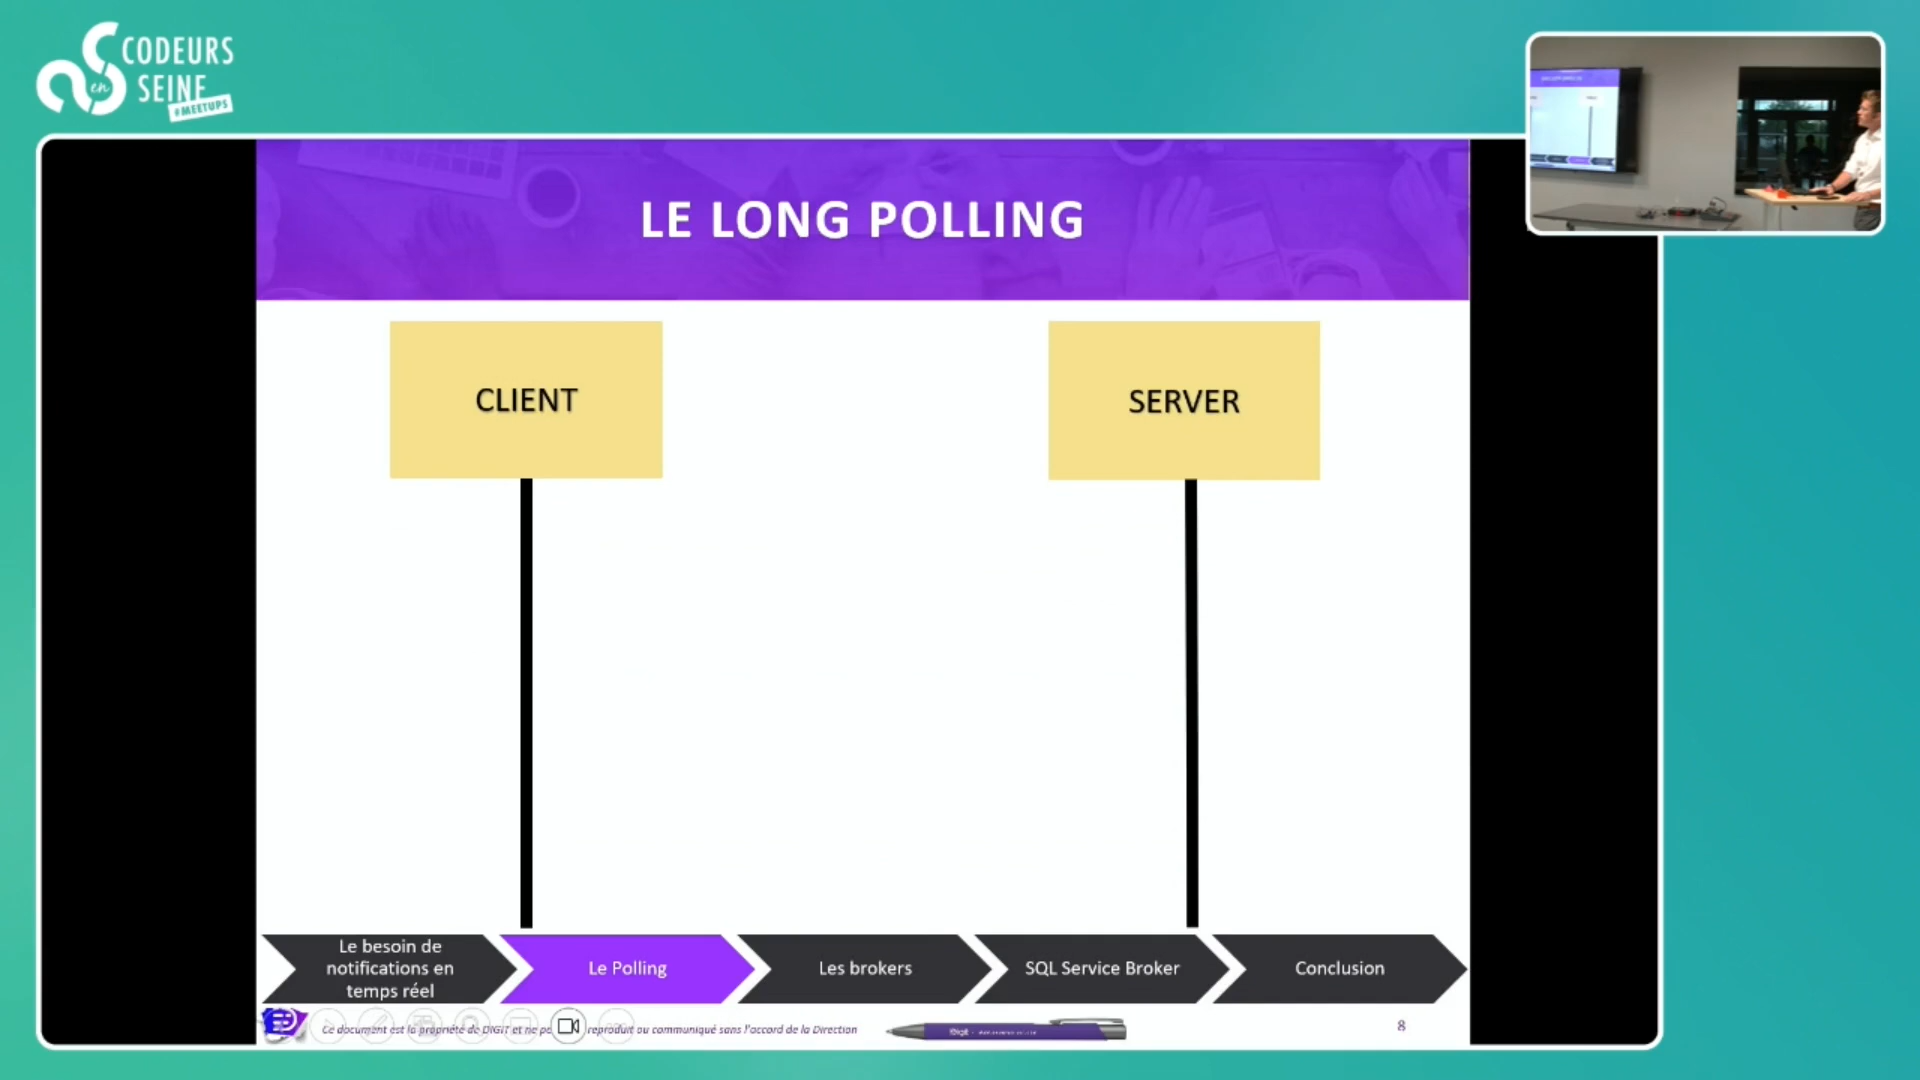 CODEURS
en
SEINE
#MEETUPS
LE LONG POLLING
CLIENT
SERVER
Le besoin de
notifications en
temps réel
Le Polling
Les brokers
SQL Service Broker
Conclusion
Ce document est la propriété de DIGIT et ne pe reproduit ou communiqué sans l'accord de la Direction
Digit
8